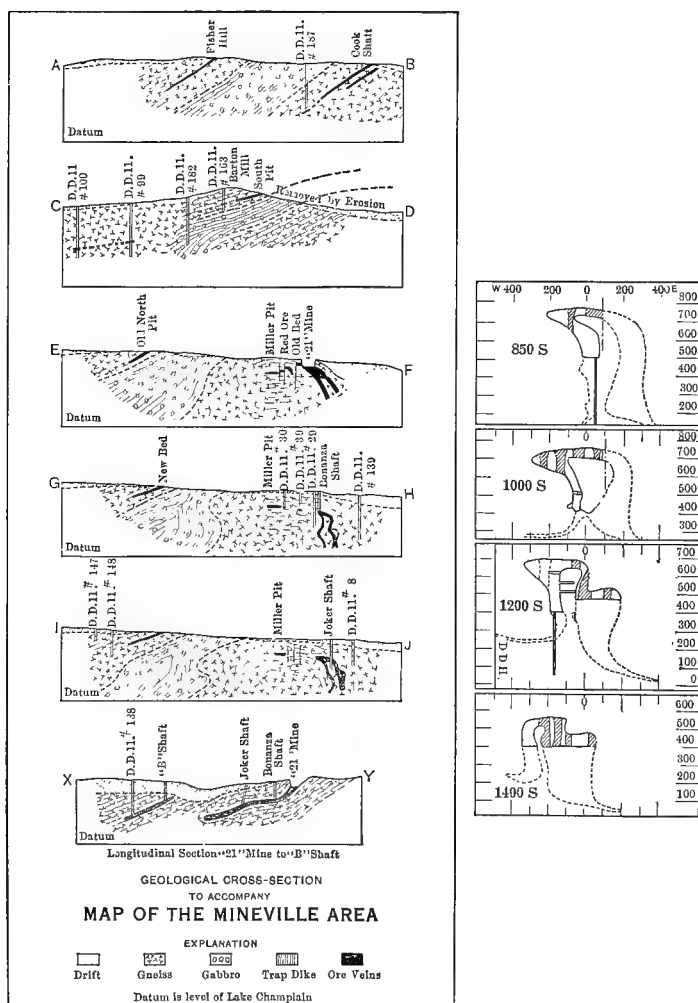 Fisher Hill
D.D.11. # 187
Cook Shaft
A
B
Datum
D.D.11 #100
D.D.11. # 99
D.D.11. #182
D.D.11. # 163
Barton Mill
South Pit
Removed by Erosion
C
D
Old North Pit
Miller Pit
Red Ore
Old Bed
"21" Mine
E
F
Datum
New Bed
Miller Pit
D.D.11. # 30
D.D.11 # 39
D.D.11 # 29
Bonanza Shaft
D.D.11. # 139
G
H
Datum
D.D.11. # 147
D.D.11. # 148
Miller Pit
Joker Shaft
D.D.11. # 8
I
J
Datum
D.D.11. # 138
"B" Shaft
Joker Shaft
Bonanza Shaft
"21" Mine
X
Y
Datum
Longitudinal Section "21" Mine to "B" Shaft
GEOLOGICAL CROSS-SECTION
TO ACCOMPANY
MAP OF THE MINEVILLE AREA
EXPLANATION
Drift Gneiss Gabbro Trap Dike Ore Veins
Datum is level of Lake Champlain
W 400 200 0 200 400 E
800
700
600
500
400
300
200
850 S
800
700
600
500
400
300
1000 S
700
600
500
400
300
200
100
0
1200 S
D D H
600
500
400
300
200
100
1400 S